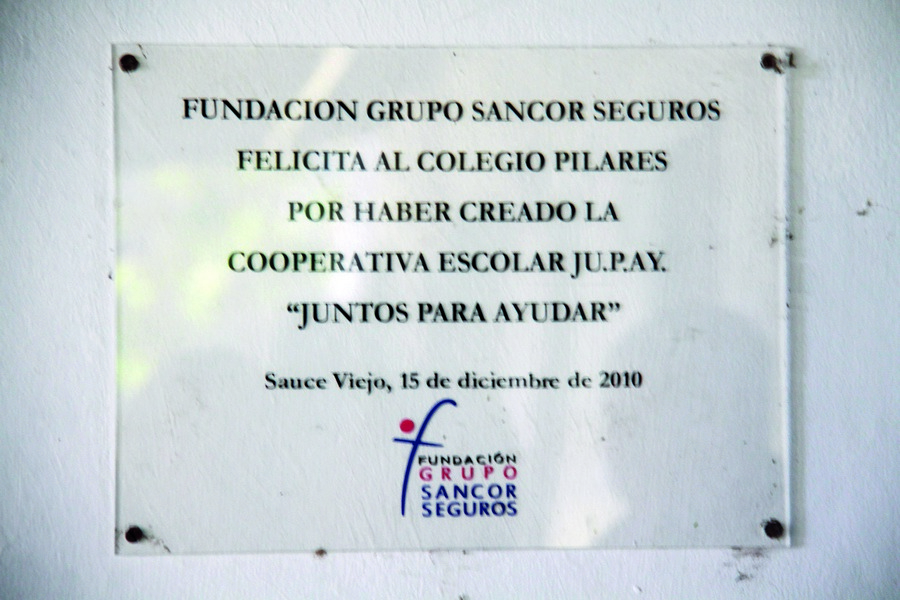 FUNDACION GRUPO SANCOR SEGUROS
FELICITA AL COLEGIO PILARES
POR HABER CREADO LA
COOPERATIVA ESCOLAR JU.P.AY.
“JUNTOS PARA AYUDAR”
Sauce Viejo, 15 de diciembre de 2010
FUNDACIÓN
GRUPO
SANCOR
SEGUROS